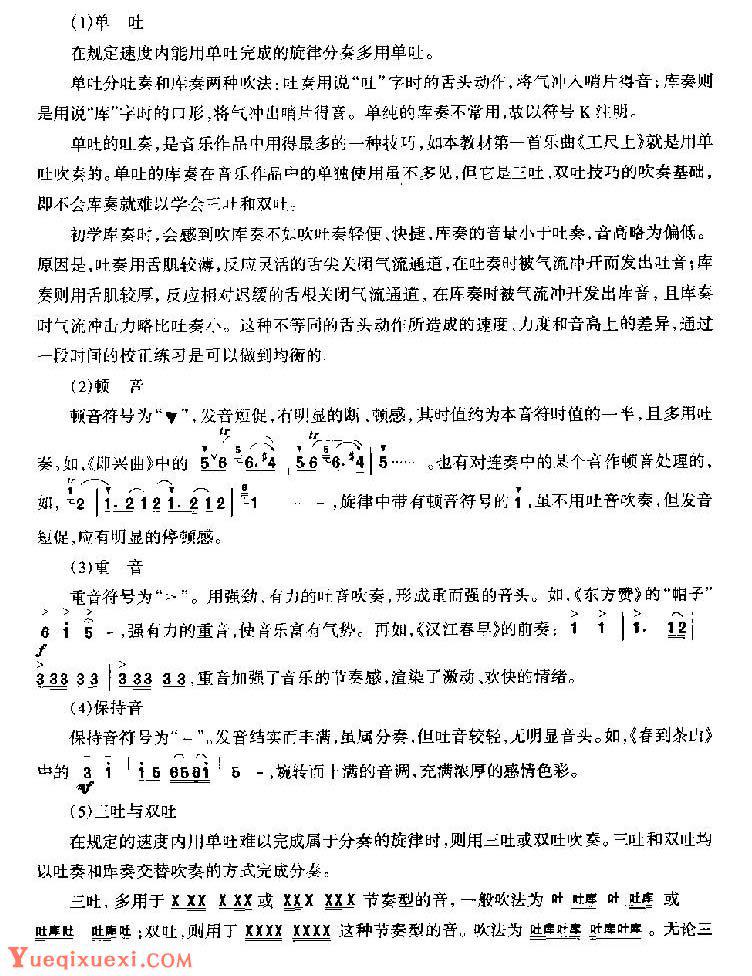 (1)单 吐
在规定速度内能用单吐完成的旋律分奏多用单吐。
单吐分吐奏和库奏两种吹法:吐奏用说“吐”字时的舌头动作,将气冲入哨片得音;库奏则
是用说“库”字时的口形,将气冲出哨片得音。单纯的库奏不常用,故以符号K注明。
单吐的吐奏,是音乐作品中用得最多的一种技巧,如本教材第一首乐曲《工尺上》就是用单
吐吹奏的。单吐的库奏在音乐作品中的单独使用虽不多见,但它是三吐,双吐技巧的吹奏基础,
即不会库奏就难以学会三吐和双吐。
初学库奏时,会感到吹库奏不如吹吐奏轻便、快捷,库奏的音量小于吐奏,音高略为偏低。
原因是,吐奏用舌肌较薄,反应灵活的舌尖关闭气流通道,在吐奏时被气流冲开而发出吐音;库
奏则用舌肌较厚,反应相对迟缓的舌根关闭气流通道,在库奏时被气流冲开发出库音,且库奏
时气流冲击力略比吐奏小。这种不等同的舌头动作所造成的速度、力度和音高上的差异,通过
一段时间的校正练习是可以做到均衡的.
(2)顿 音
顿音符号为“▼”,发音短促,有明显的断、顿感,其时值约为本音符时值的一半,且多用吐
奏,如,《即兴曲》中的 5 6 6·#4 | 5 6 6·#4 | 5 ······ 。也有对连奏中的某个音作顿音处理的,
如, 2 | 1. 2 1 2 1. 2 1 2 | 1 - - ,旋律中带有顿音符号的 1,虽不用吐音吹奏,但发音
短促,应有明显的停顿感。
(3)重 音
重音符号为“>”。用强劲、有力的吐音吹奏,形成重而强的音头。如,《东方赞》的“帽子”
6 i 5 - ,强有力的重音,使音乐富有气势。再如,《汉江春早》的前奏: 1 1 | 1. 12 |
f
3 33 3 3 | 3 33 3 3 ,重音加强了音乐的节奏感,渲染了激动、欢快的情绪。
(4)保持音
保持音符号为“-”。发音结实而丰满,虽属分奏,但吐音较轻,无明显音头。如,《春到茶山》
中的 3 i | i 5 656i | 5 - ,婉转而丰满的音调,充满浓厚的感情色彩。
(5)三吐与双吐
在规定的速度内用单吐难以完成属于分奏的旋律时,则用三吐或双吐吹奏。三吐和双吐均
以吐奏和库奏交替吹奏的方式完成分奏。
三吐,多用于 X XX X XX 或 XXX XXX 节奏型的音,一般吹法为 吐 吐库 吐 吐库 或
吐库吐 吐库吐;双吐,则用于 XXXX XXXX 这种节奏型的音。吹法为 吐库吐库 吐库吐库 。无论三
Yueqixuexi.com